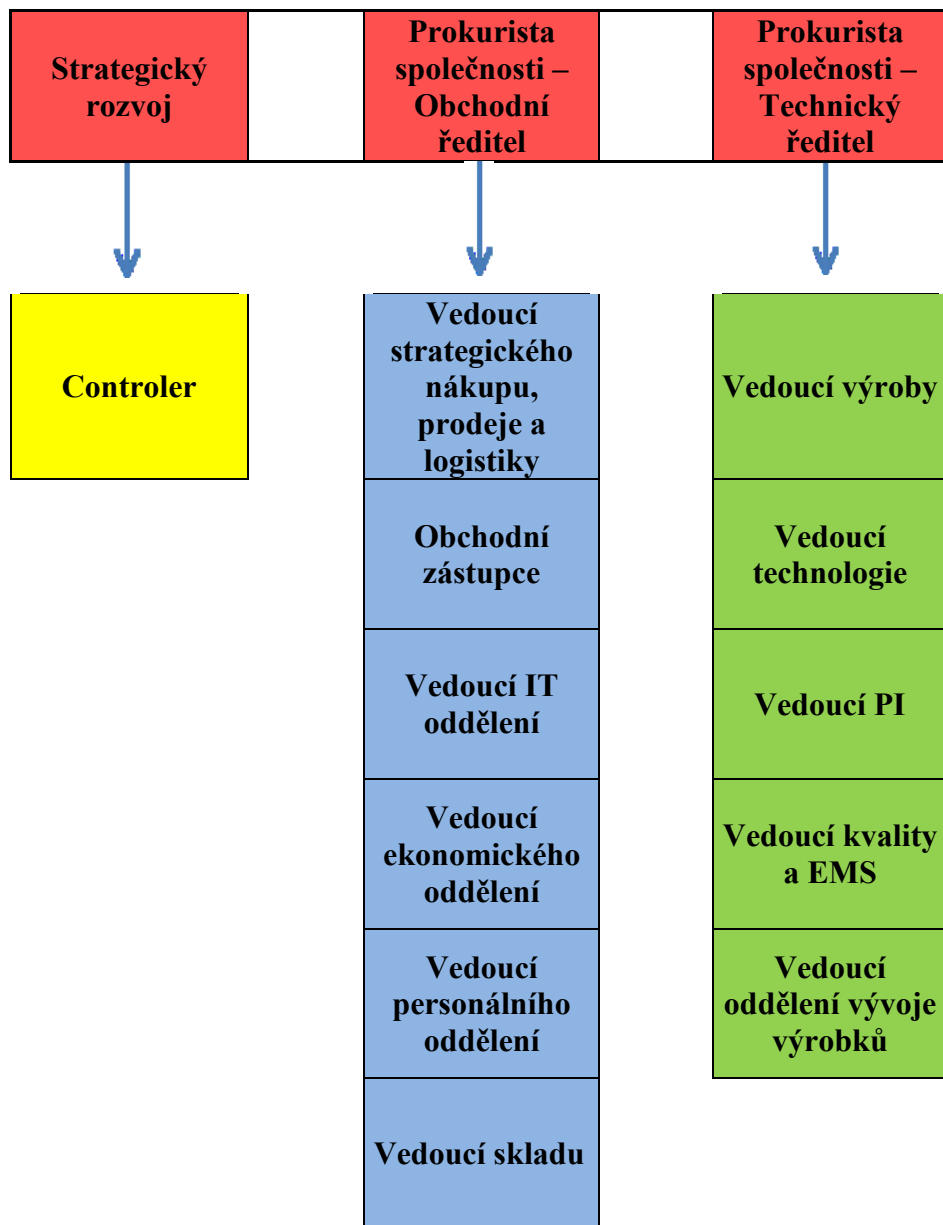 Strategický
rozvoj
Prokurista
společnosti –
Obchodní
ředitel
Prokurista
společnosti –
Technický
ředitel
Controler
Vedoucí
strategického
nákupu,
prodeje a
logistiky
Obchodní
zástupce
Vedoucí IT
oddělení
Vedoucí
ekonomického
oddělení
Vedoucí
personálního
oddělení
Vedoucí skladu
Vedoucí výroby
Vedoucí
technologie
Vedoucí PI
Vedoucí kvality
a EMS
Vedoucí
oddělení vývoje
výrobků